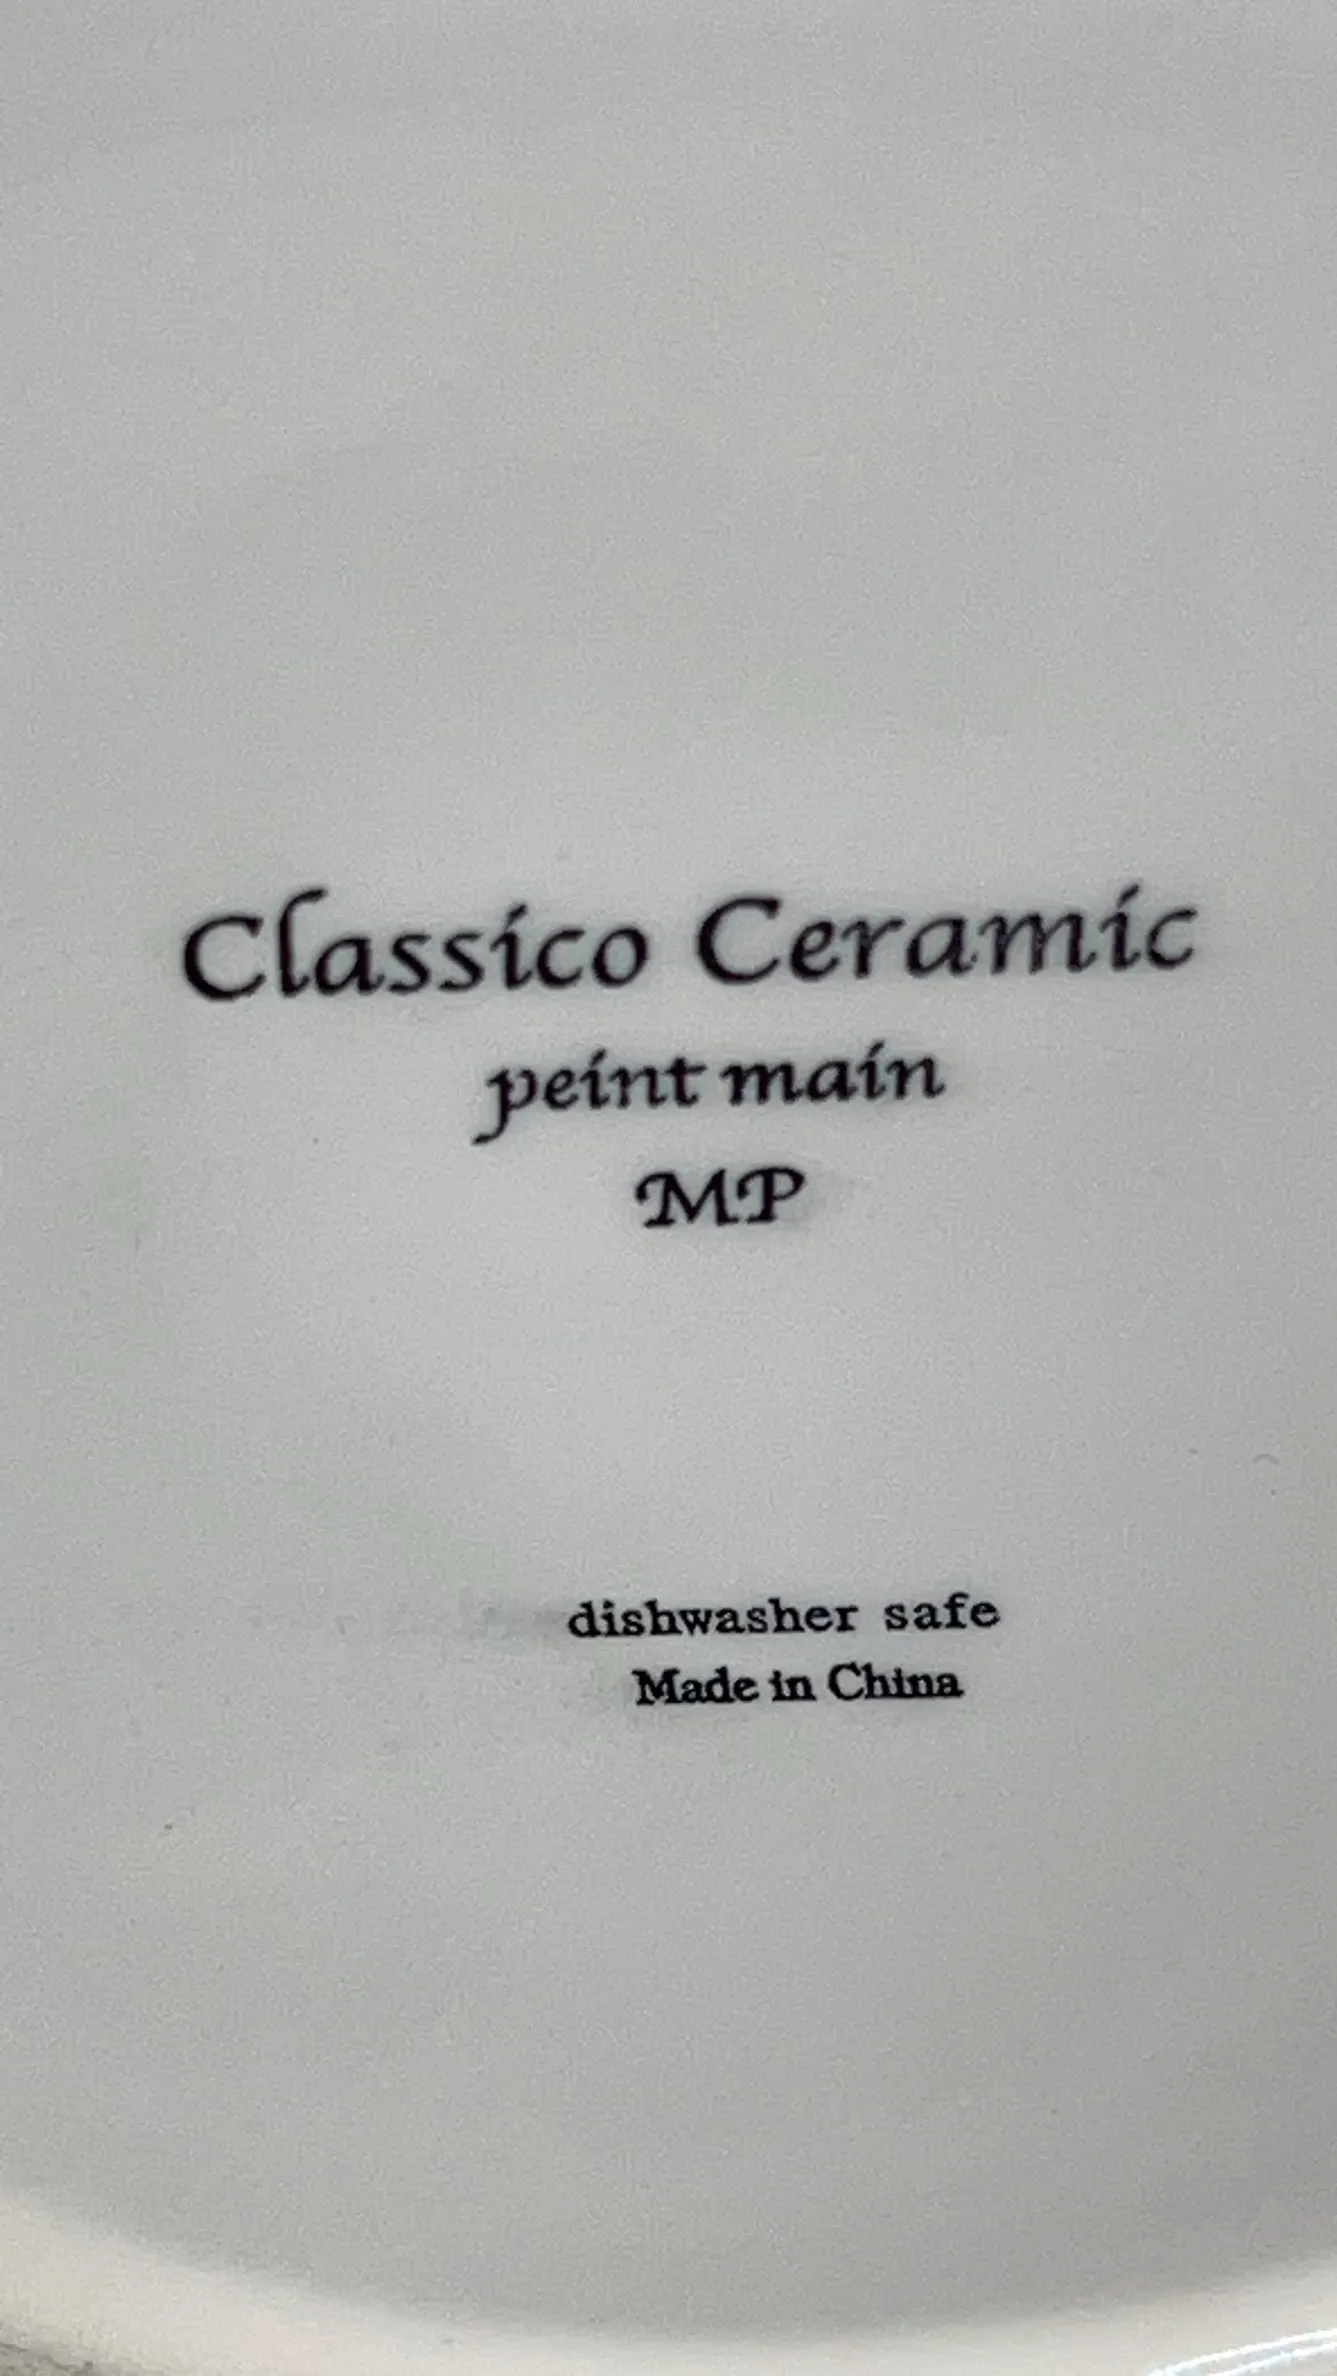 Classico Ceramic
peint main
MP
dishwasher safe
Made in China